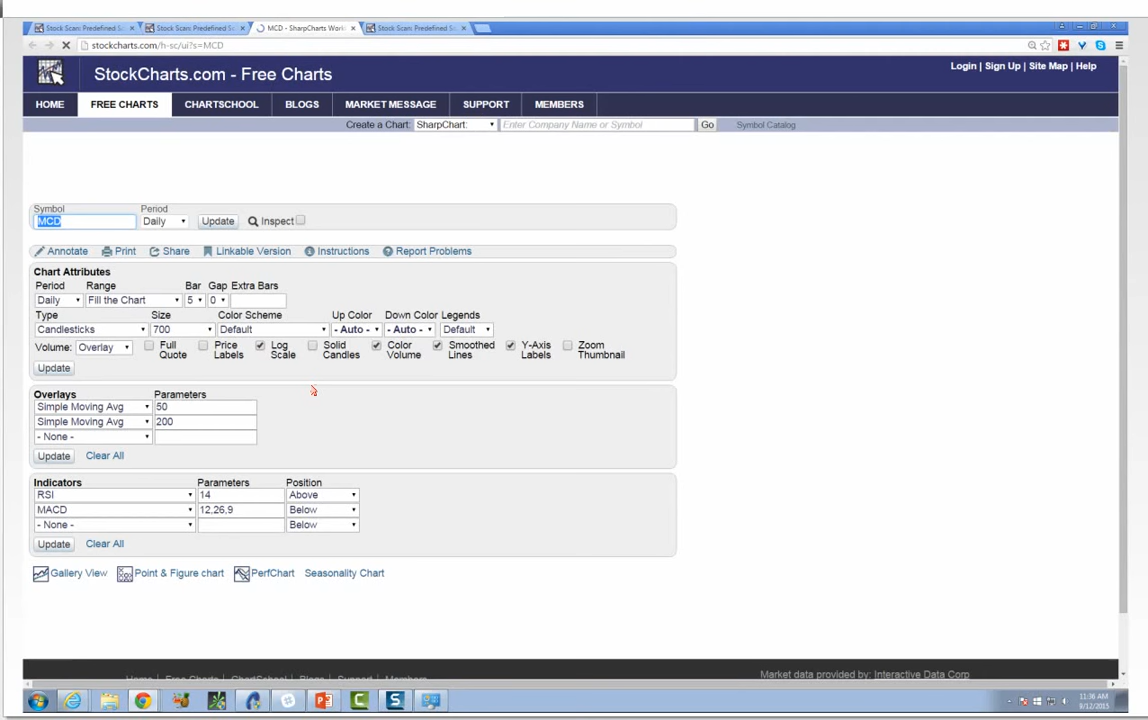 Stock Scan: Predefined Sc
Stock Scan: Predefined Sc
MCD - SharpCharts Work
Stock Scan: Predefined Sc
stockcharts.com/h-sc/ui?s=MCD
StockCharts.com - Free Charts
Login | Sign Up | Site Map | Help
HOME FREE CHARTS CHARTSCHOOL BLOGS MARKET MESSAGE SUPPORT MEMBERS
Create a Chart: SharpChart: Enter Company Name or Symbol Go Symbol Catalog
Symbol Period
MCD Daily Update Inspect
Annotate Print Share Linkable Version Instructions Report Problems
Chart Attributes
Period Range Bar Gap Extra Bars
Daily Fill the Chart 5 0
Type Size Color Scheme Up Color Down Color Legends
Candlesticks 700 Default - Auto - - Auto - Default
Volume: Overlay Full Quote Price Labels Log Scale Solid Candles Color Volume Smoothed Lines Y-Axis Labels Zoom Thumbnail
Update
Overlays Parameters
Simple Moving Avg 50
Simple Moving Avg 200
- None -
Update Clear All
Indicators Parameters Position
RSI 14 Above
MACD 12,26,9 Below
- None - Below
Update Clear All
Gallery View Point & Figure chart PerfChart Seasonality Chart
Home | Free Charts | ChartSchool | Blogs | Support | Members
Market data provided by: Interactive Data Corp
11:36 AM
9/12/2015